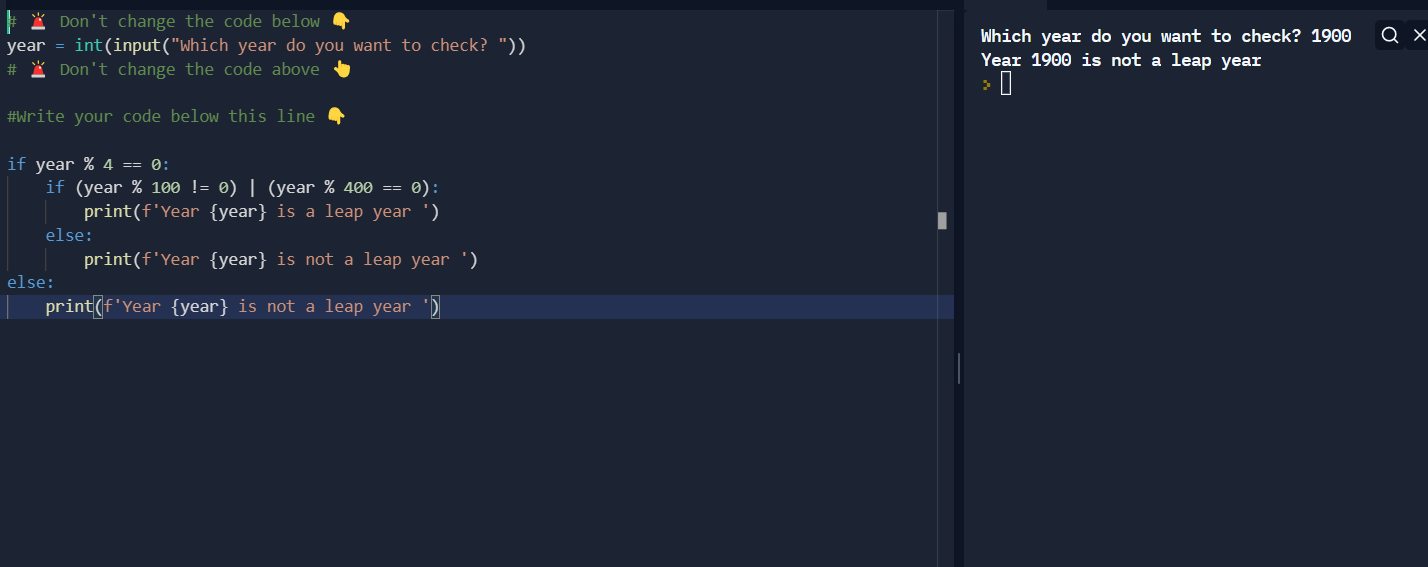 # 🚨 Don't change the code below 👇
year = int(input("Which year do you want to check? "))
# 🚨 Don't change the code above 👆

#Write your code below this line 👇

if year % 4 == 0:
    if (year % 100 != 0) | (year % 400 == 0):
        print(f'Year {year} is a leap year ')
    else:
        print(f'Year {year} is not a leap year ')
else:
    print(f'Year {year} is not a leap year ')
Which year do you want to check? 1900
Year 1900 is not a leap year
>